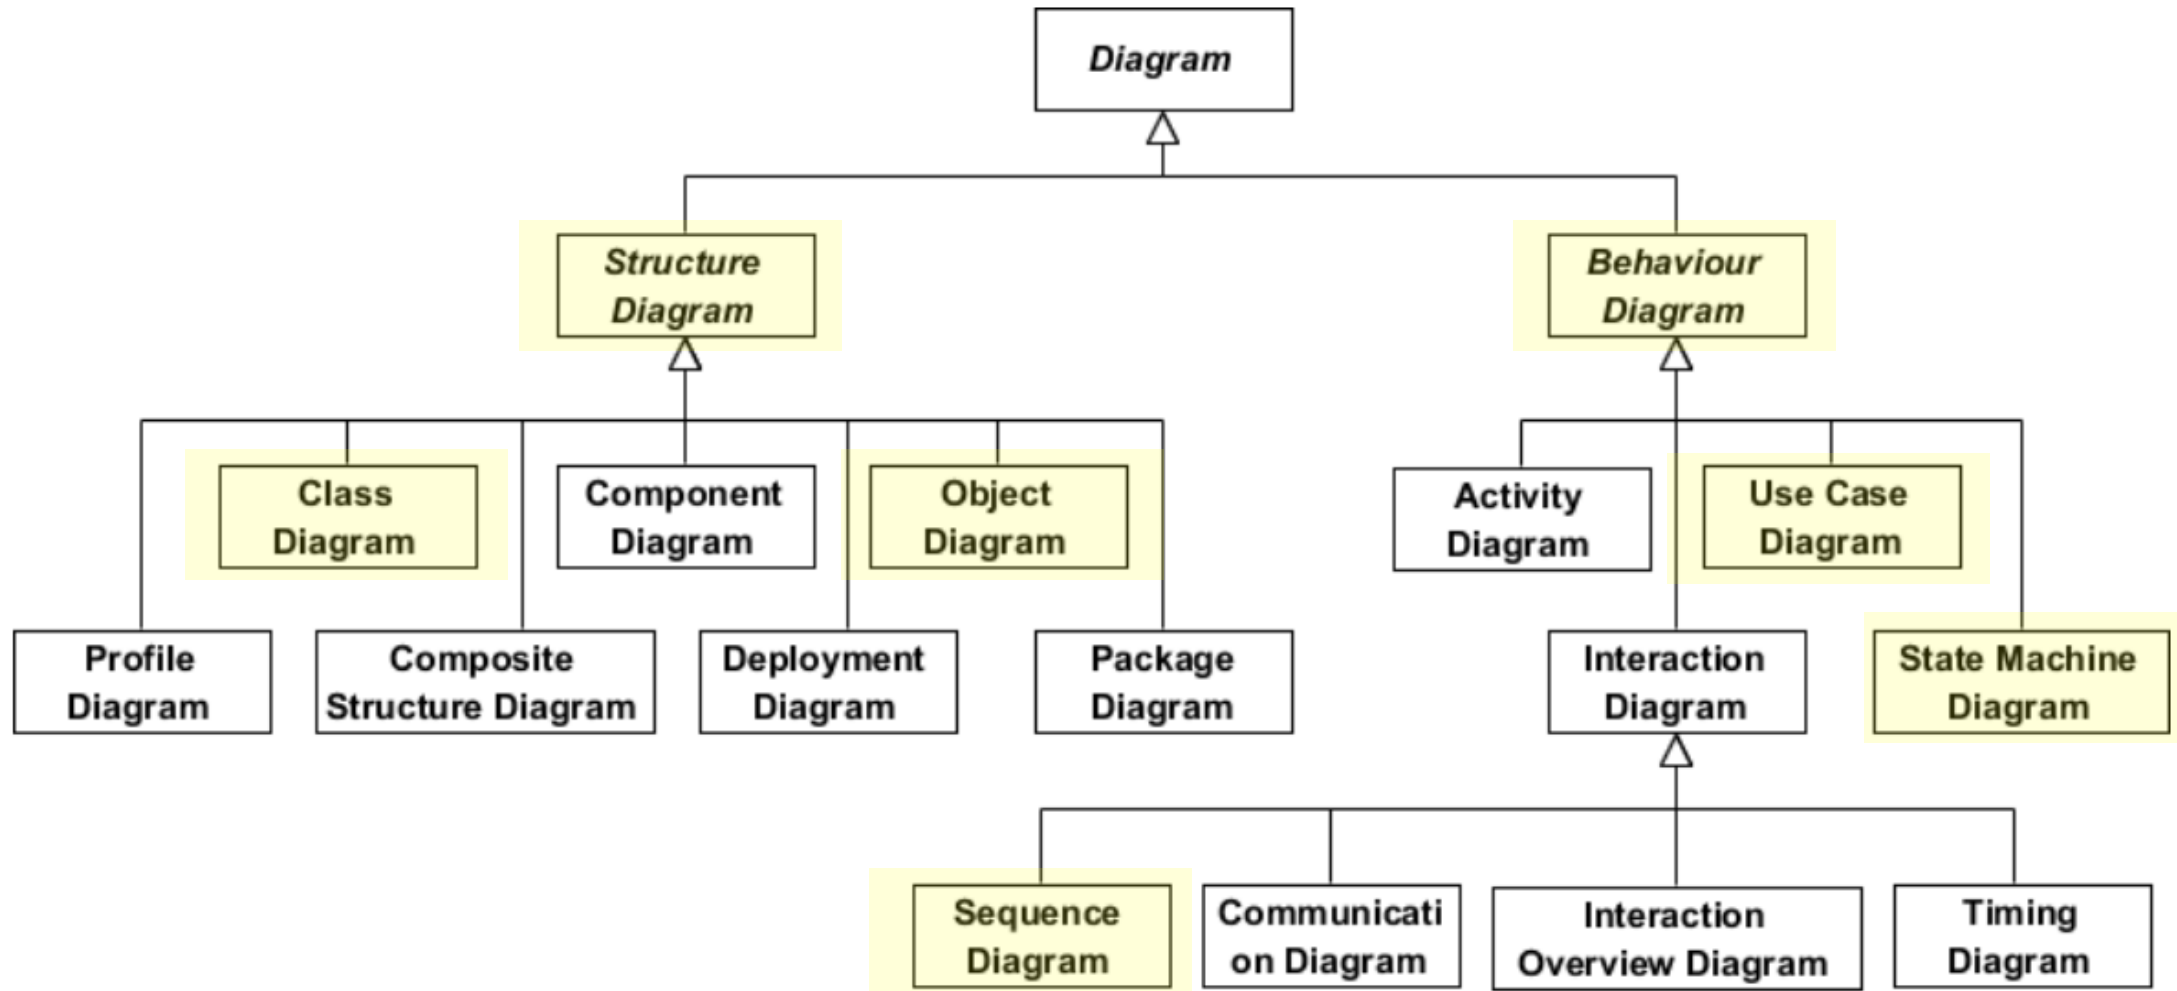 Diagram
Structure
Diagram
Behaviour
Diagram
Class
Diagram
Component
Diagram
Object
Diagram
Activity
Diagram
Use Case
Diagram
Profile
Diagram
Composite
Structure Diagram
Deployment
Diagram
Package
Diagram
Interaction
Diagram
State Machine
Diagram
Sequence
Diagram
Communicati
on Diagram
Interaction
Overview Diagram
Timing
Diagram